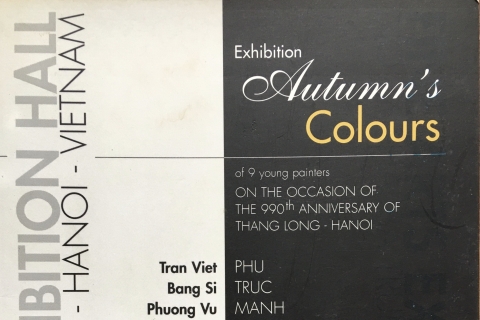 IBITION HALL
- HANOI - VIETNAM
Exhibition
Autumn's
Colours
of 9 young painters
ON THE OCCASION OF
THE 990th ANNIVERSARY OF
THANG LONG - HANOI
Tran Viet PHU
Bang Si TRUC
Phuong Vu MANH